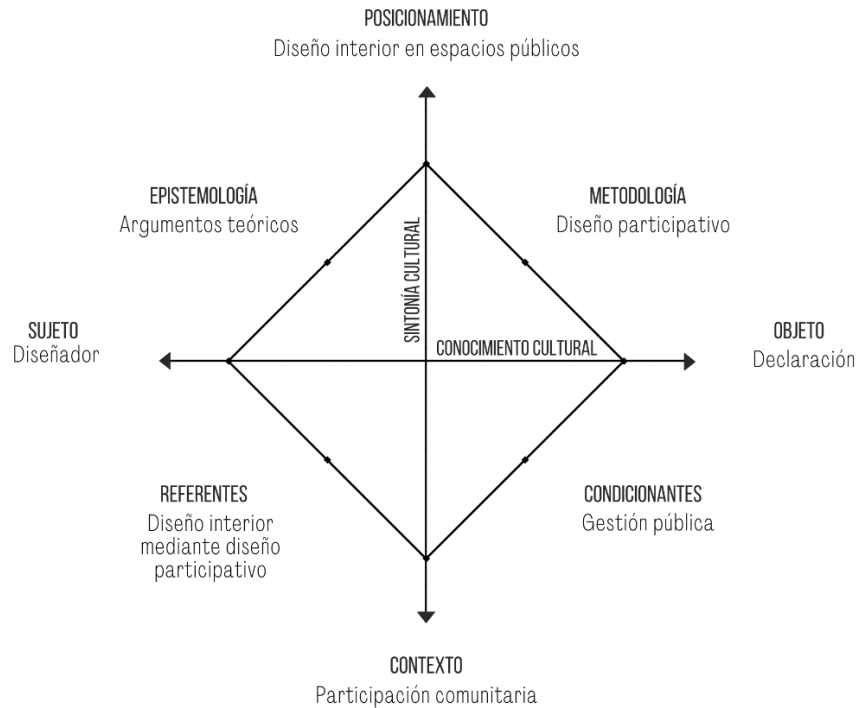 POSICIONAMIENTO
Diseño interior en espacios públicos
EPISTEMOLOGÍA
Argumentos teóricos
METODOLOGÍA
Diseño participativo
SINTONÍA CULTURAL
CONOCIMIENTO CULTURAL
SUJETO
Diseñador
OBJETO
Declaración
REFERENTES
Diseño interior
mediante diseño
participativo
CONDICIONANTES
Gestión pública
CONTEXTO
Participación comunitaria